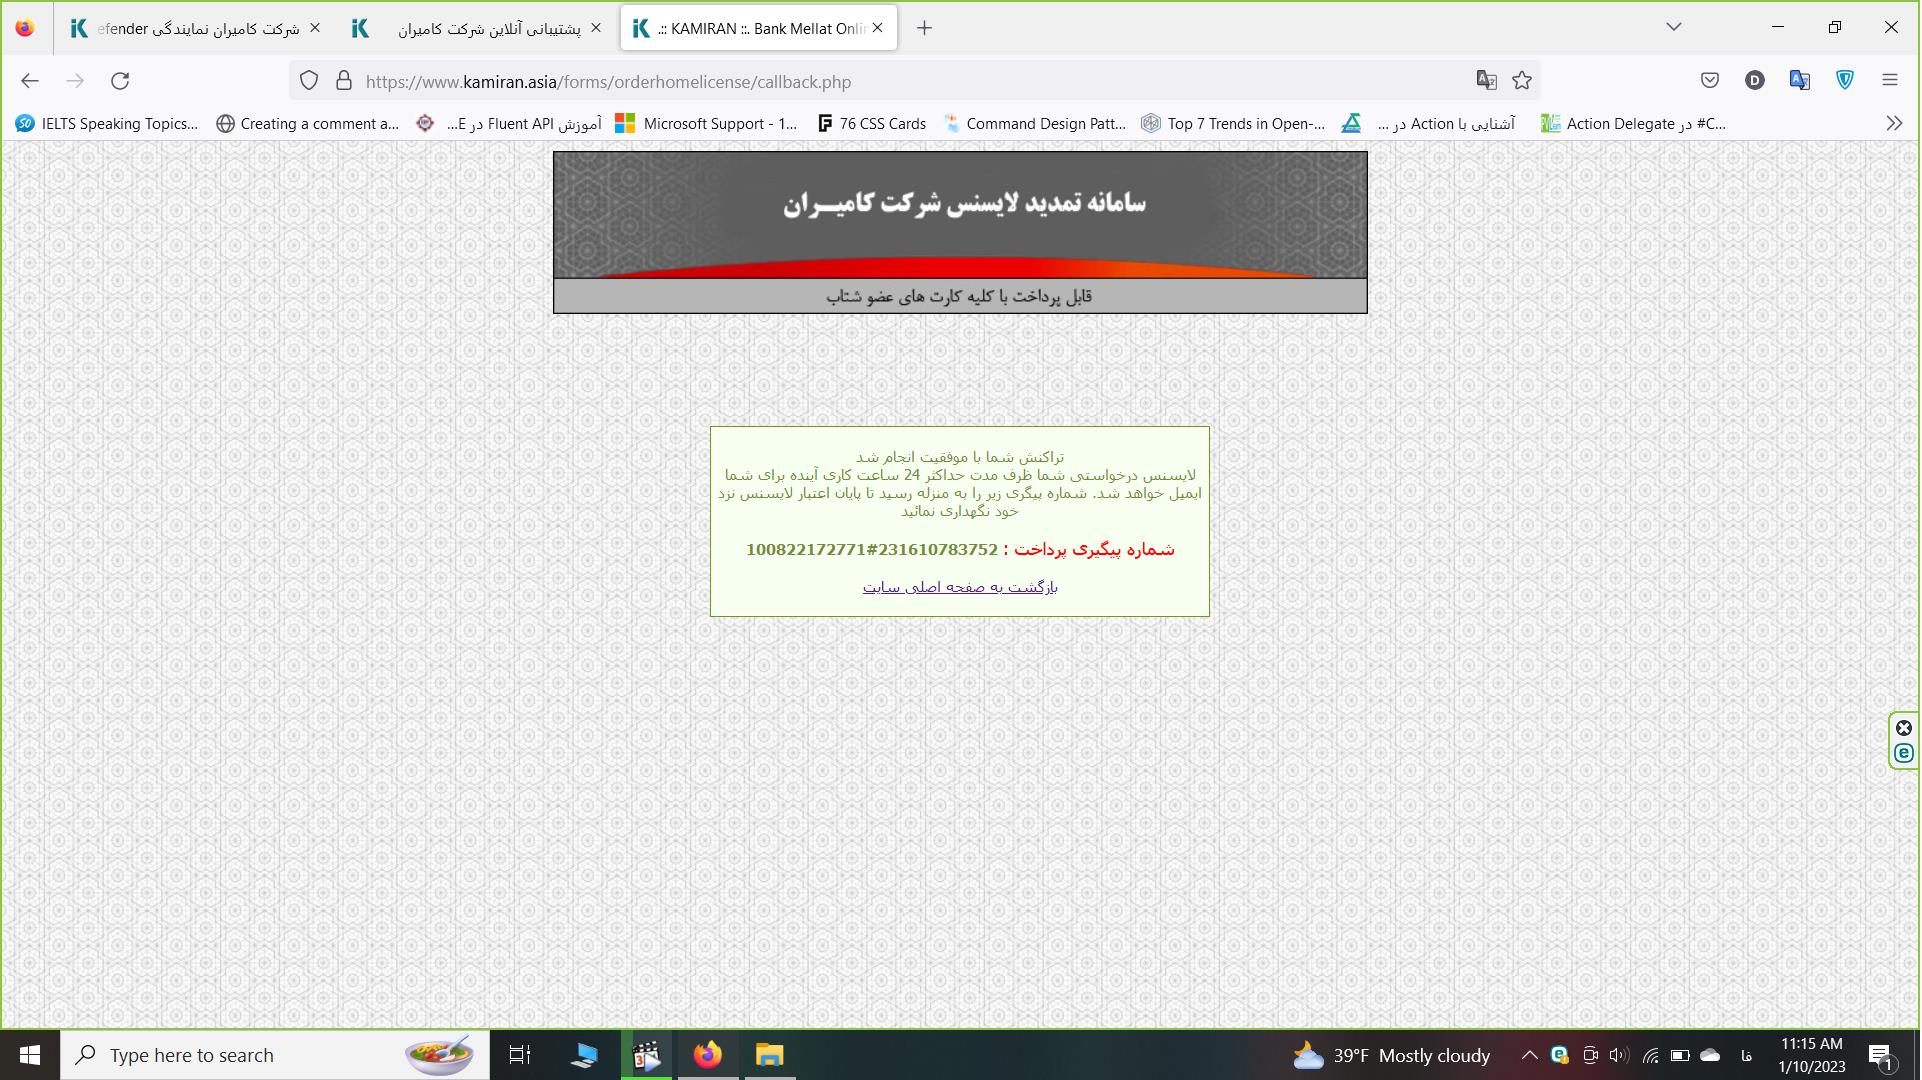 شرکت کامیران نمایندگی efender
پشتیبانی آنلاین شرکت کامیران
.:: KAMIRAN ::. Bank Mellat Onlin
https://www.kamiran.asia/forms/orderhomelicense/callback.php
D
IELTS Speaking Topics...
Creating a comment a...
آموزش Fluent API در E...
Microsoft Support - 1...
76 CSS Cards
Command Design Patt...
Top 7 Trends in Open-...
آشنایی با Action در ...
Action Delegate در #C...
سامانه تمدید لایسنس شرکت کامیــران
قابل پرداخت با کلیه کارت های عضو شتاب
تراکنش شما با موفقیت انجام شد
لایسنس درخواستی شما ظرف مدت حداکثر 24 ساعت کاری آینده برای شما
ایمیل خواهد شد. شماره پیگری زیر را به منزله رسید تا پایان اعتبار لایسنس نزد
خود نگهداری نمائید
شماره پیگیری پرداخت : 100822172771#231610783752
بازگشت به صفحه اصلی سایت
Type here to search
39°F Mostly cloudy
فا
11:15 AM
1/10/2023
1